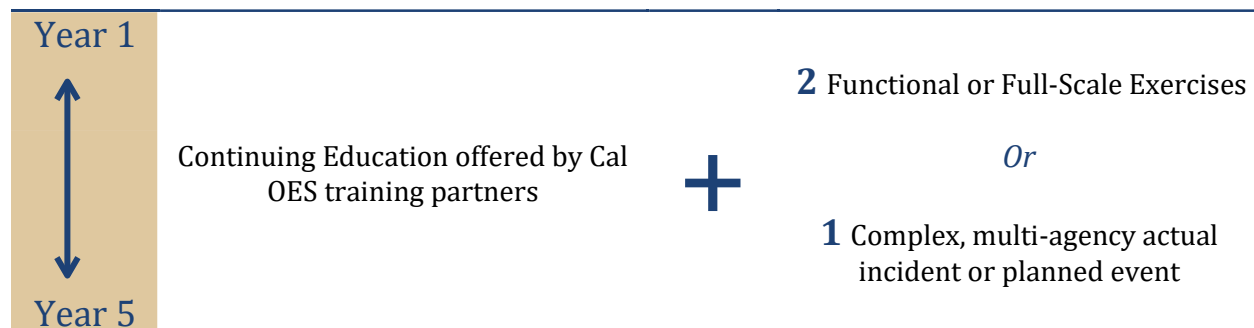 Year 1
Continuing Education offered by Cal
OES training partners
+
2 Functional or Full-Scale Exercises
Or
1 Complex, multi-agency actual
incident or planned event
Year 5